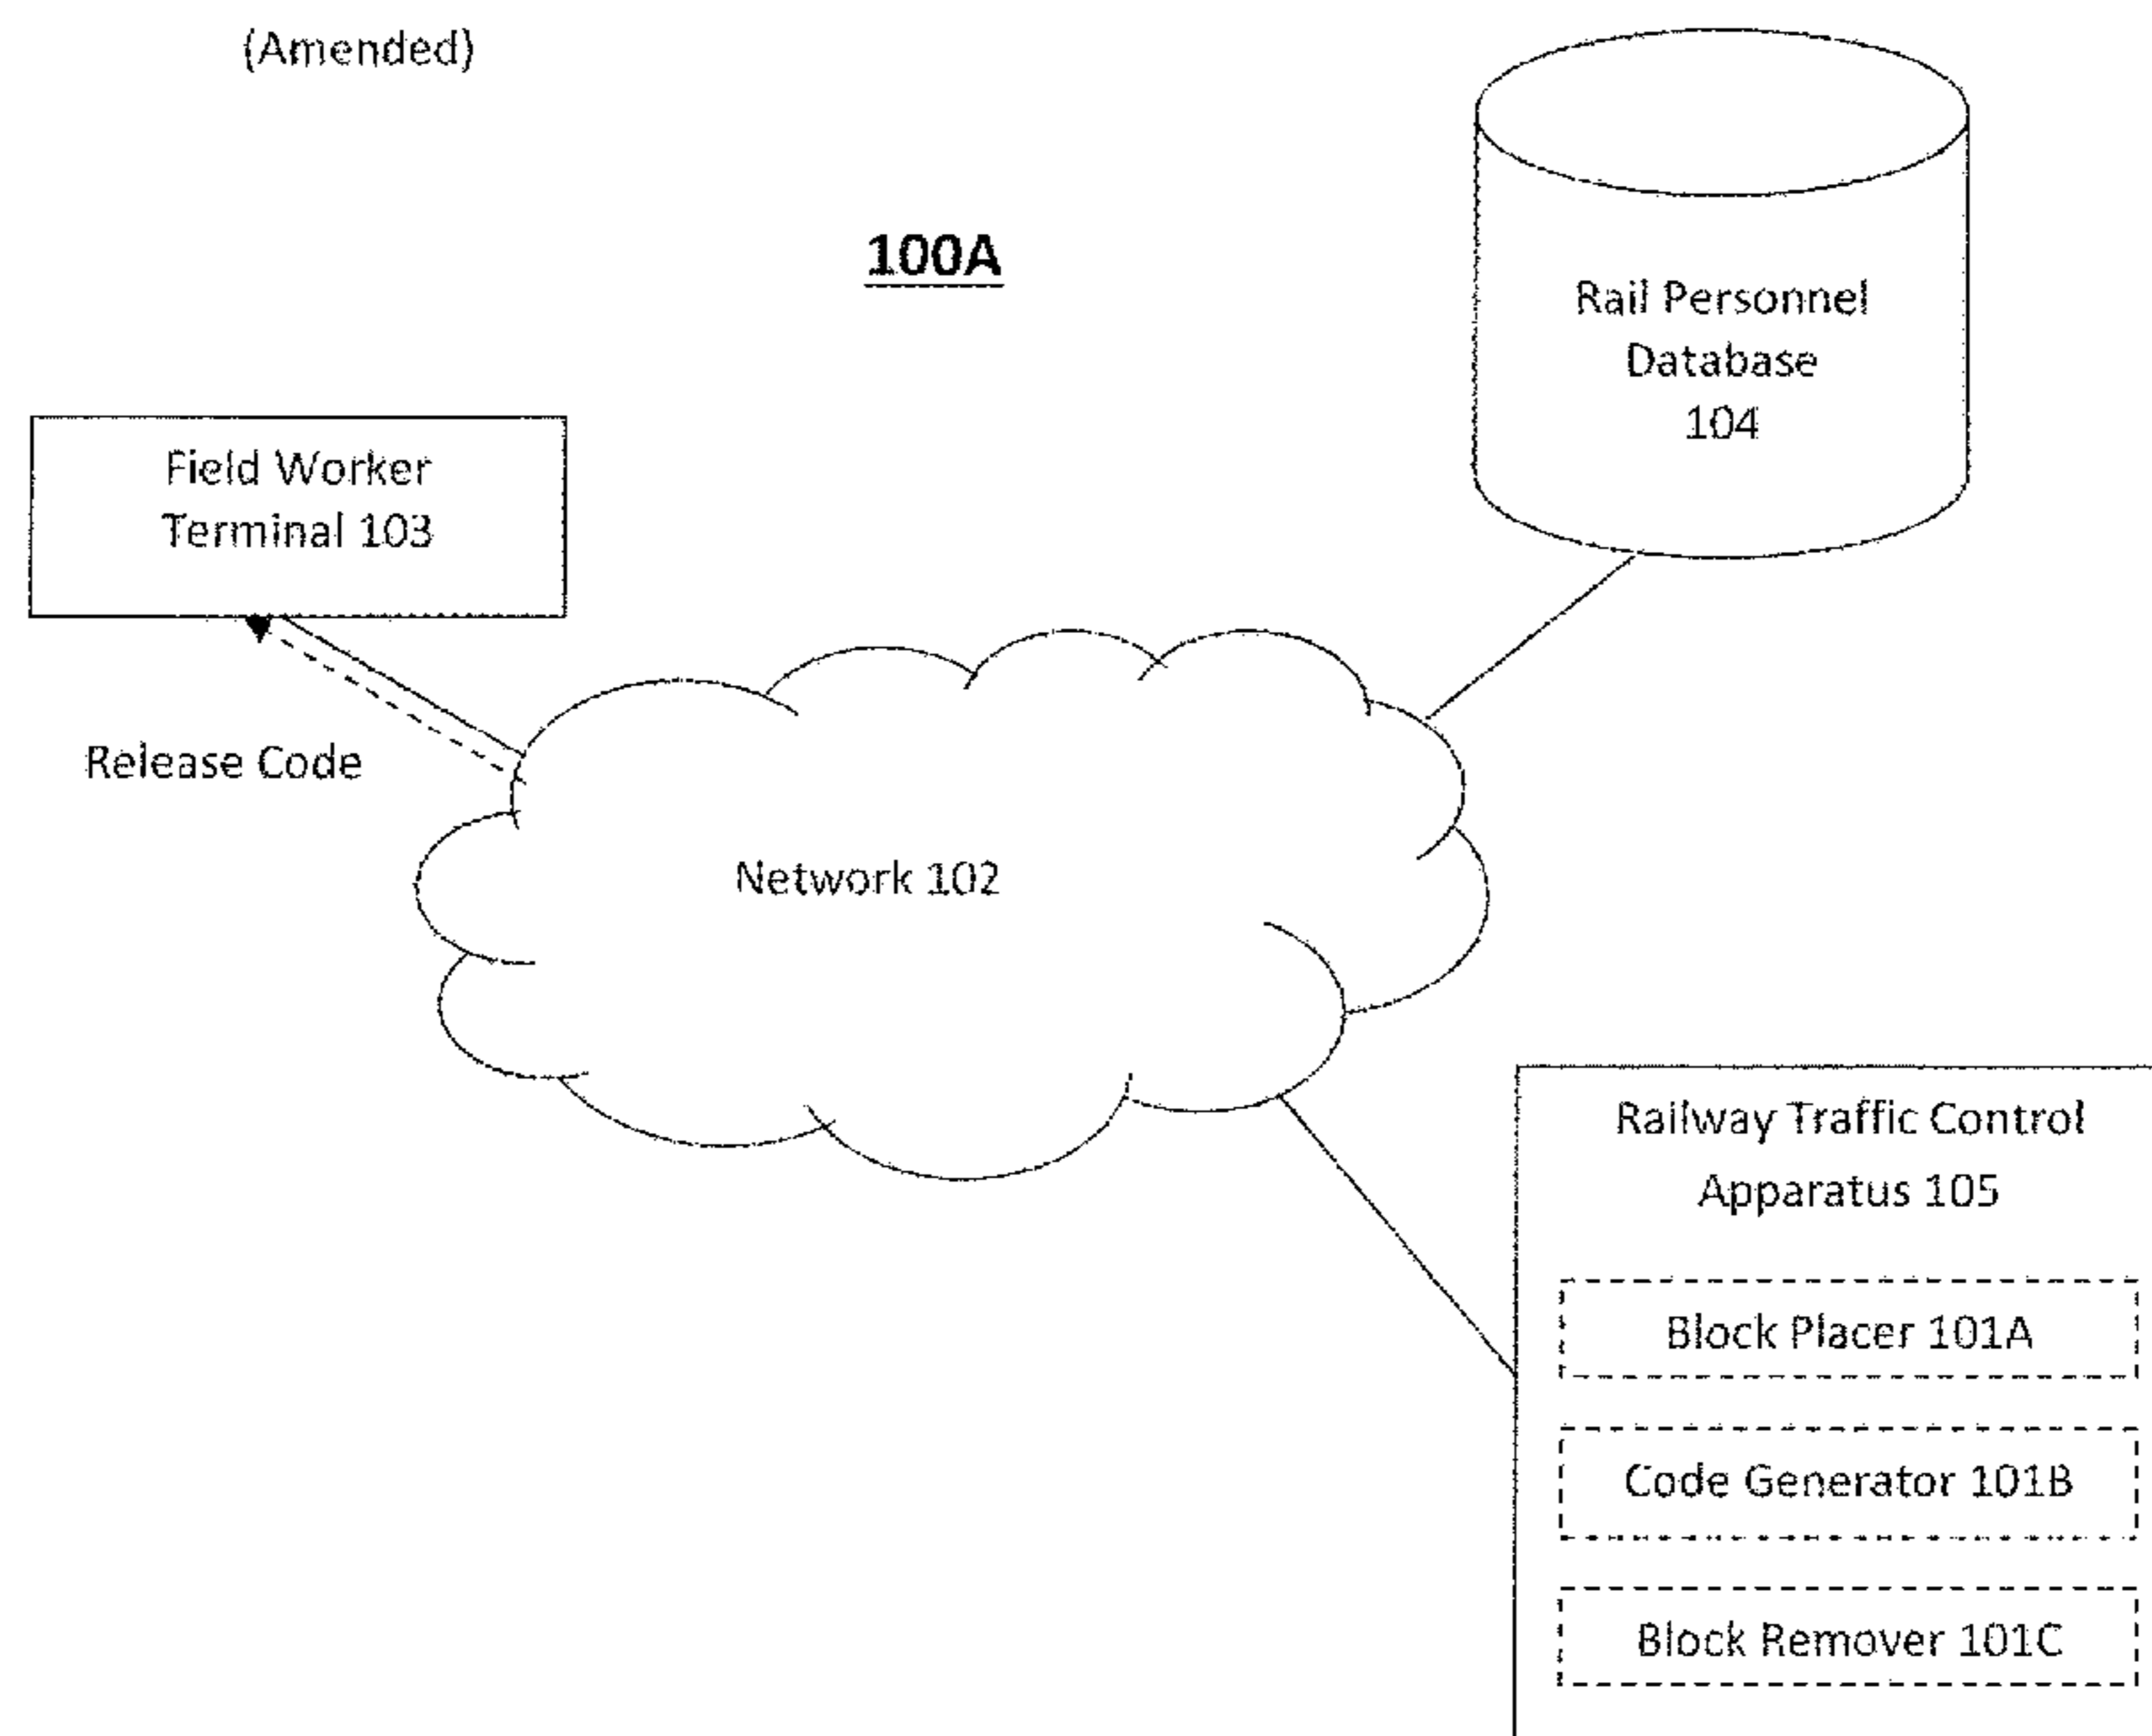 (Amended)
100A
Rail Personnel
Database
104
Field Worker
Terminal 103
Release Code
Network 102
Railway Traffic Control
Apparatus 105
Block Placer 101A
Code Generator 101B
Block Remover 101C